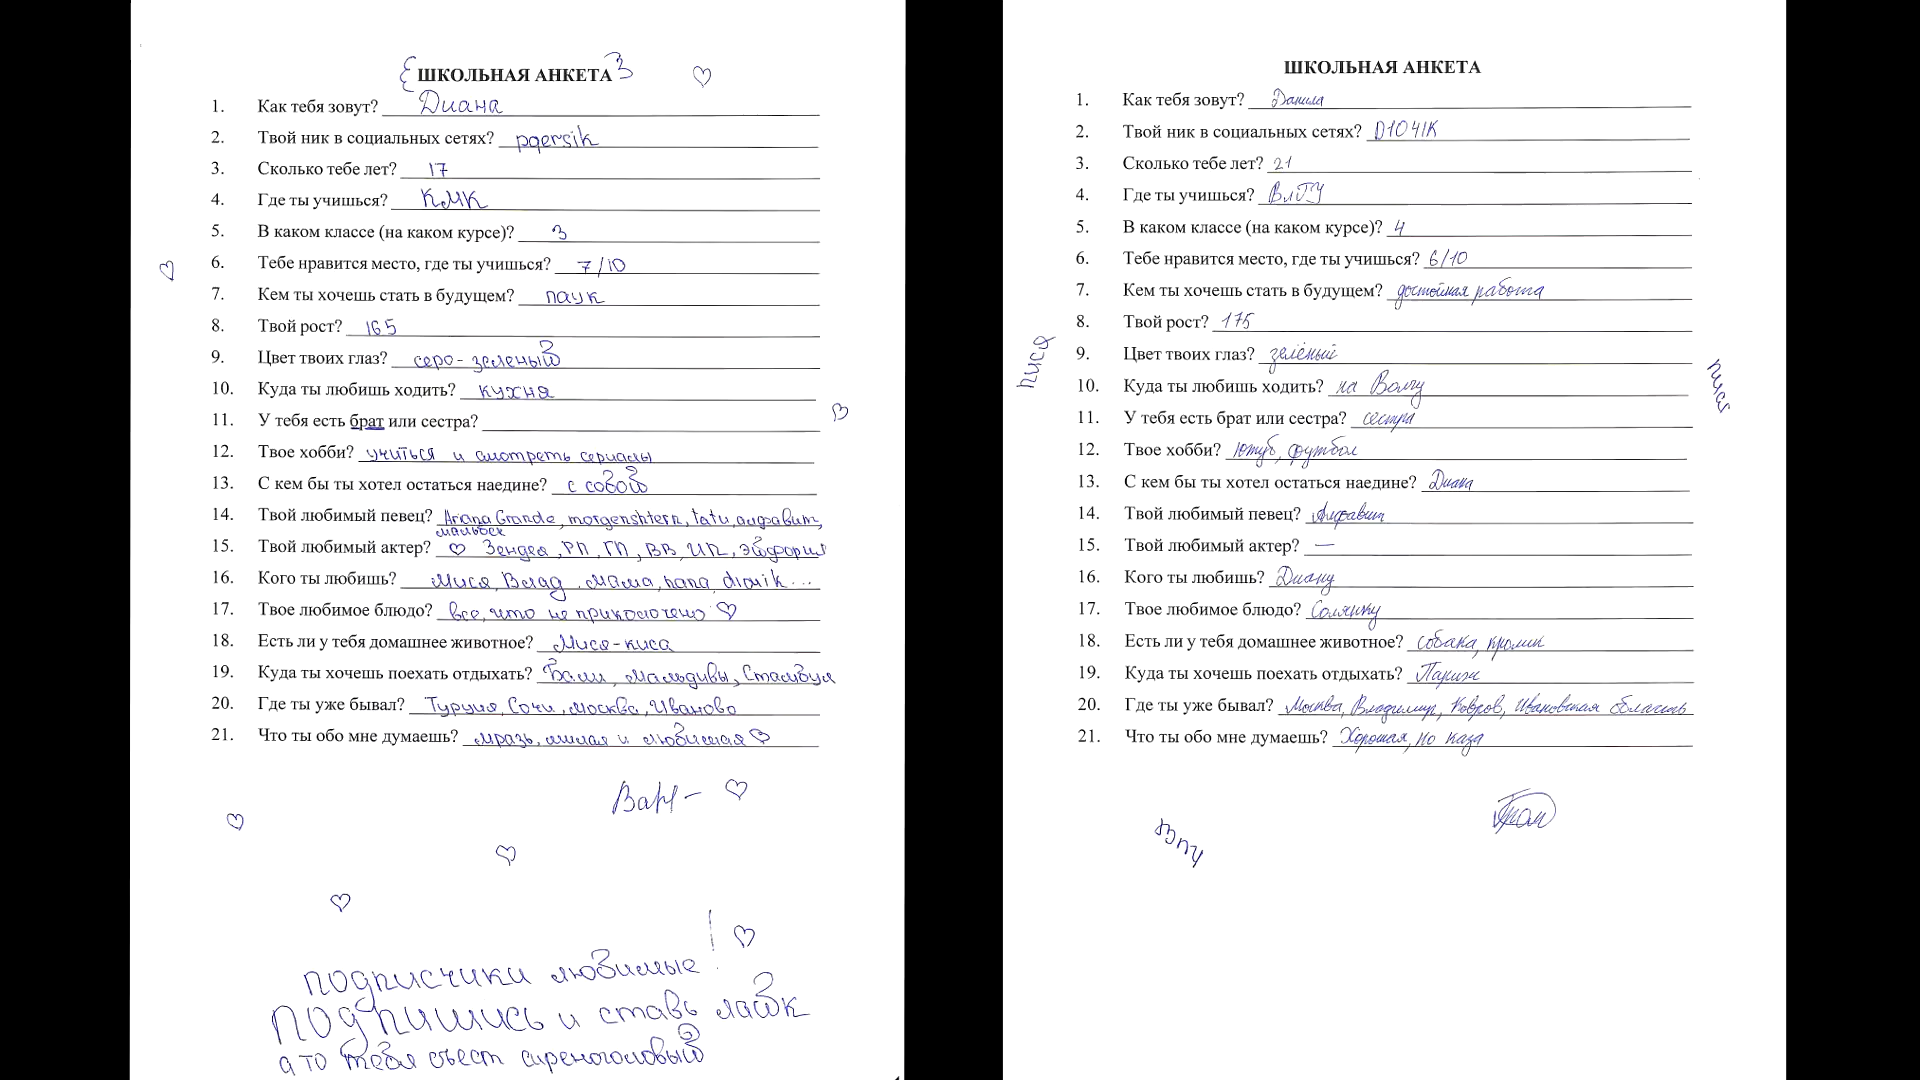 ШКОЛЬНАЯ АНКЕТА
1. Как тебя зовут? Диана
2. Твой ник в социальных сетях? pqersik
3. Сколько тебе лет? 17
4. Где ты учишься? КМК
5. В каком классе (на каком курсе)? 3
6. Тебе нравится место, где ты учишься? 7/10
7. Кем ты хочешь стать в будущем? паук
8. Твой рост? 165
9. Цвет твоих глаз? серо-зеленый
10. Куда ты любишь ходить? кухня
11. У тебя есть брат или сестра?
12. Твое хобби? учиться и смотреть сериалы
13. С кем бы ты хотел остаться наедине? с собой
14. Твой любимый певец? Ariana Grande, morgenshtern, tatu, алфавит,
мальбэк
15. Твой любимый актер? Зендея, РП, ГП, ВВ, ИП, эйфория
16. Кого ты любишь? Мися, Влад, мама, папа, d1o4ik...
17. Твое любимое блюдо? все, что не приколочено
18. Есть ли у тебя домашнее животное? Мися-киса
19. Куда ты хочешь поехать отдыхать? Бали, Мальдивы, Стамбул
20. Где ты уже бывал? Турция, Сочи, Москва, Иваново
21. Что ты обо мне думаешь? мразь, милая и любимая
подписчики любимые!
подпишись и ставь лайк
а то тебя съест сиреноголовый
ШКОЛЬНАЯ АНКЕТА
1. Как тебя зовут? Данила
2. Твой ник в социальных сетях? D1O4IK
3. Сколько тебе лет? 21
4. Где ты учишься? ВлГУ
5. В каком классе (на каком курсе)? 4
6. Тебе нравится место, где ты учишься? 6/10
7. Кем ты хочешь стать в будущем? достойная работа
8. Твой рост? 175
9. Цвет твоих глаз? зелёный
10. Куда ты любишь ходить? на Волгу
11. У тебя есть брат или сестра? сестра
12. Твое хобби? Ютуб, футбол
13. С кем бы ты хотел остаться наедине? Диана
14. Твой любимый певец? Алфавит
15. Твой любимый актер? —
16. Кого ты любишь? Диану
17. Твое любимое блюдо? Солянку
18. Есть ли у тебя домашнее животное? собака, кролик
19. Куда ты хочешь поехать отдыхать? Париж
20. Где ты уже бывал? Москва, Владимир, Ковров, Ивановская область
21. Что ты обо мне думаешь? Хорошая, но каза
пися
пися